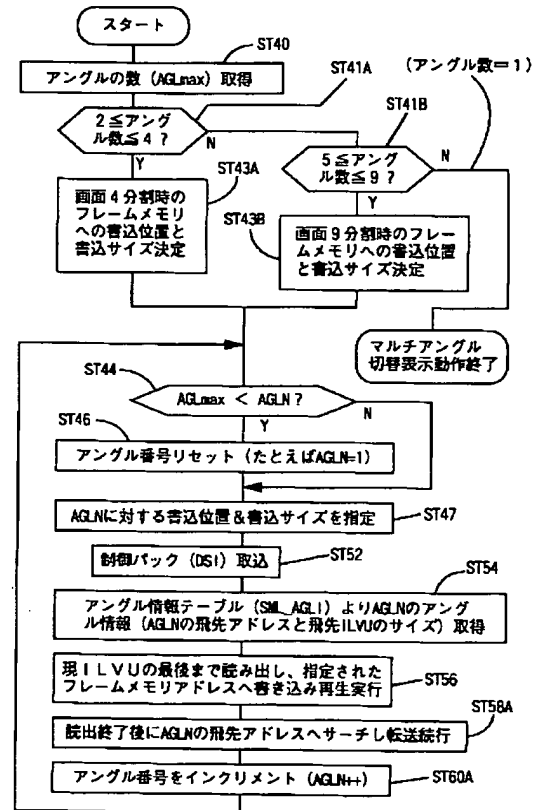 スタート
ST40
アングルの数 (AGLmax) 取得
ST41A
(アングル数=1)
2≦アング
ル数≦4 ?
Y
N
ST41B
5≦アング
ル数≦9 ?
Y
N
ST43A
画面4分割時の
フレームメモリ
への書込位置と
書込サイズ決定
ST43B
画面9分割時のフレー
ムメモリへの書込位置
と書込サイズ決定
マルチアングル
切替表示動作終了
ST44
AGLmax < AGLN ?
Y
N
ST46
アングル番号リセット (たとえばAGLN=1)
AGLNに対する書込位置&書込サイズを指定
ST47
制御パック (DSI) 取込
ST52
ST54
アングル情報テーブル (SML_AGLI) よりAGLNのアング
ル情報 (AGLNの飛先アドレスと飛先ILVUのサイズ) 取得
現ILVUの最後まで読み出し、指定された
フレームメモリアドレスへ書き込み再生実行
ST56
読出終了後にAGLNの飛先アドレスへサーチし転送続行
ST58A
アングル番号をインクリメント (AGLN++)
ST60A